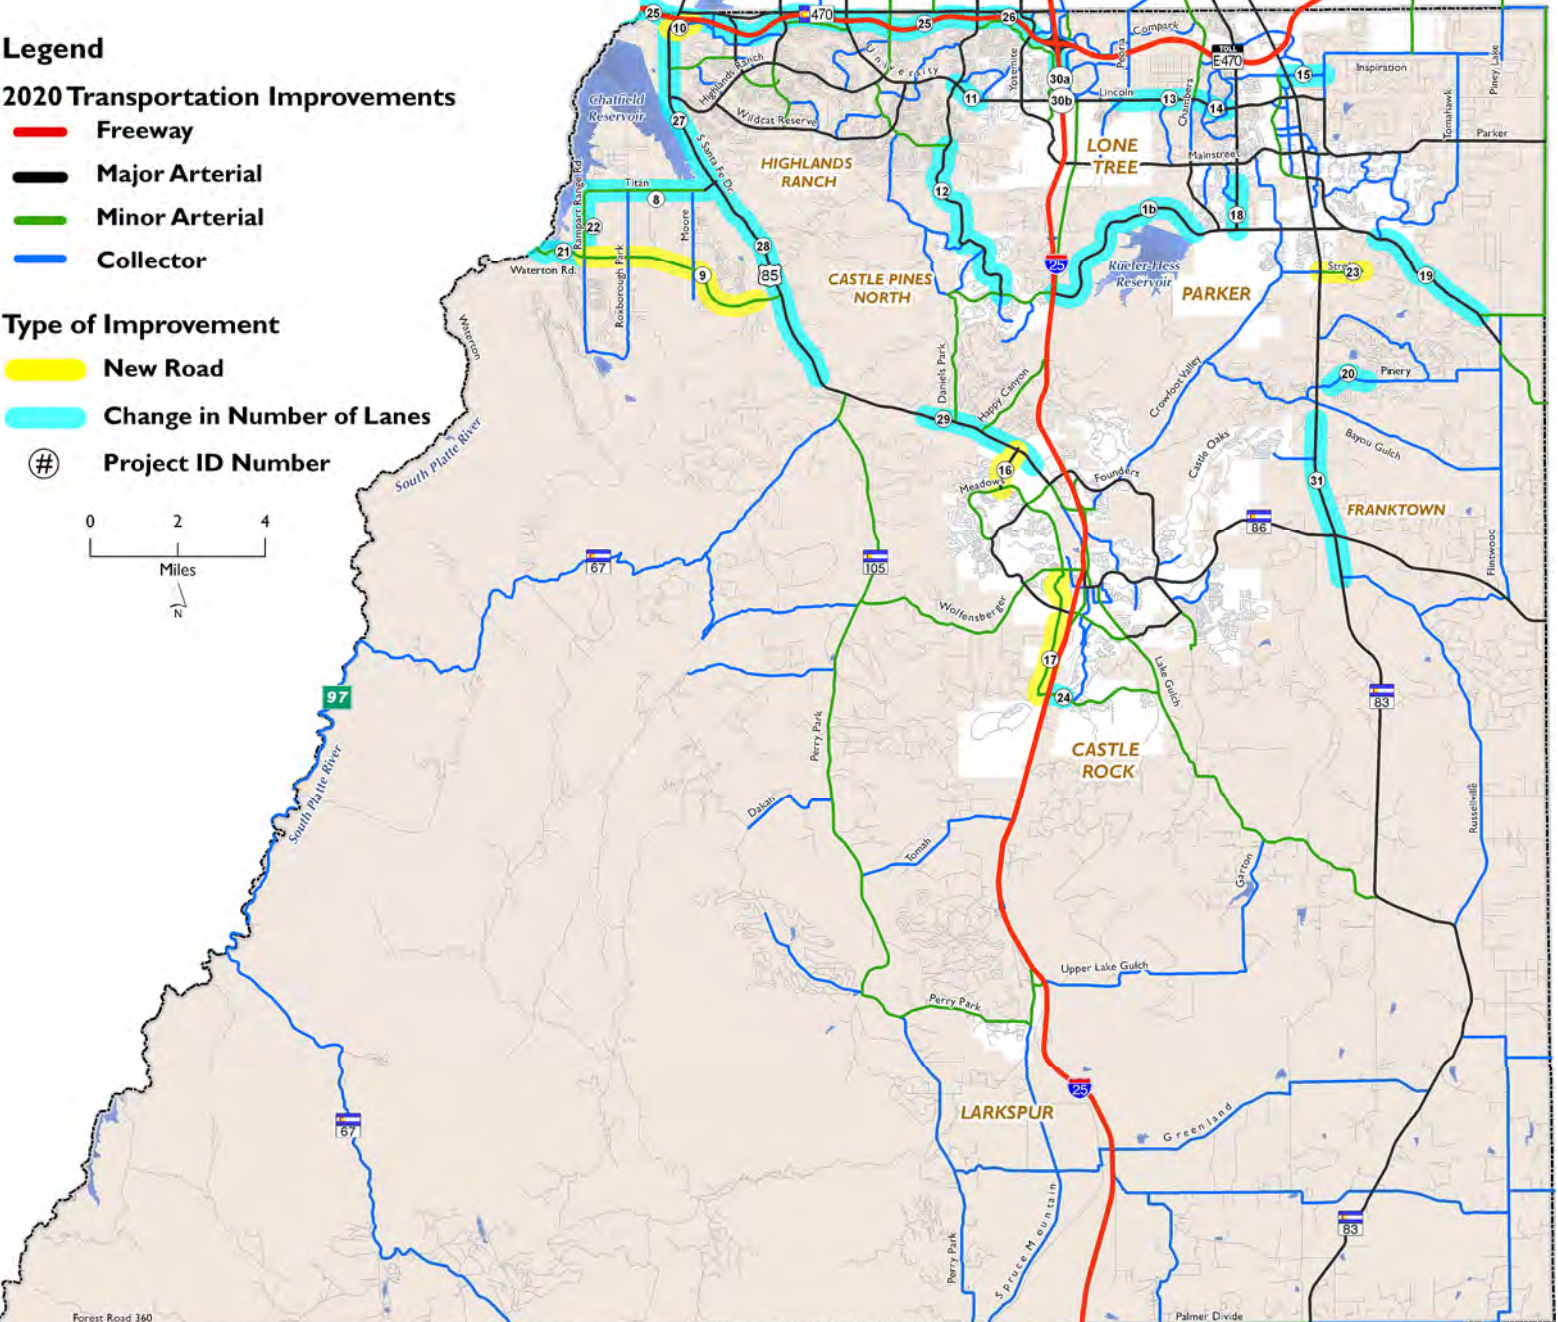 Legend
2020 Transportation Improvements
Freeway
Major Arterial
Minor Arterial
Collector
Type of Improvement
New Road
Change in Number of Lanes
# Project ID Number
0 2 4
Miles
N
25
10
470
25
26
Compark
Peoria
TOLL
E470
15
Inspiration
Piney Lake
Tomahawk
Highlands Ranch
University
Yosemite
30a
30b
11
Lincoln
13
Chambers
14
Chatfield
Reservoir
27
Wildcat Reserve
S Santa Fe Dr.
HIGHLANDS
RANCH
LONE
TREE
Mainstreet
Parker
Titan
8
Rampart Range Rd.
22
Moore
12
1b
18
28
85
21
Waterton Rd.
Roxborough Park
9
CASTLE PINES
NORTH
25
Rueter-Hess
Reservoir
PARKER
23
19
Waterton
Daniels Park
Happy Canyon
Crowfoot Valley
20
Pinery
29
South Platte River
16
Meadows
Founders
Castle Oaks
Bayou Gulch
31
FRANKTOWN
86
67
105
Flintwood
Wolfensberger
17
24
Lake Gulch
97
83
South Platte River
Perry Park
CASTLE
ROCK
Dakan
Tomah
Garton
Russellville
Upper Lake Gulch
Perry Park
25
LARKSPUR
Greenland
67
83
Perry Park
Spruce Mountain
Forest Road 360
Palmer Divide